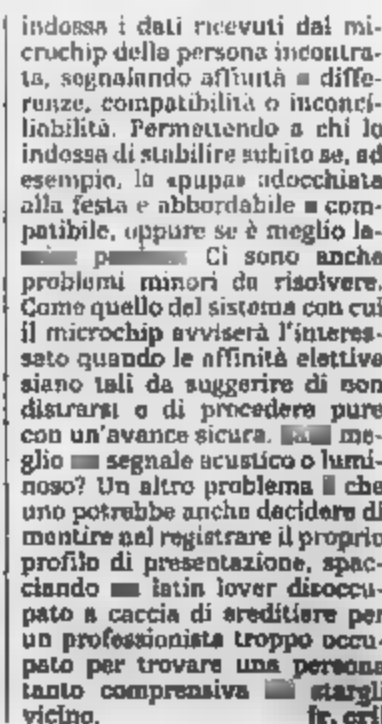 indossa i dati ricevuti dal mi-
crochip della persona incontra-
ta, segnalando affinità e diffe-
renze, compatibilità o inconci-
liabilità. Permettendo a chi lo
indossa di stabilire subito se, ad
esempio, la «pupa» adocchiata
alla festa è abbordabile e com-
patibile, oppure se è meglio la-
Ci sono anche
problemi minori da risolvere.
Come quello del sistema con cui
il microchip avviserà l'interes-
sato quando le affinità elettive
siano tali da suggerire di non
distrarsi e di procedere pure
con un'avance sicura. me-
glio segnale acustico o lumi-
noso? Un altro problema che
uno potrebbe anche decidere di
mentire nel registrare il proprio
profilo di presentazione, spac-
ciando latin lover disoccu-
pato a caccia di ereditiere per
un professionista troppo occu-
pato per trovare una persona
tanto comprensiva stargli
vicino.